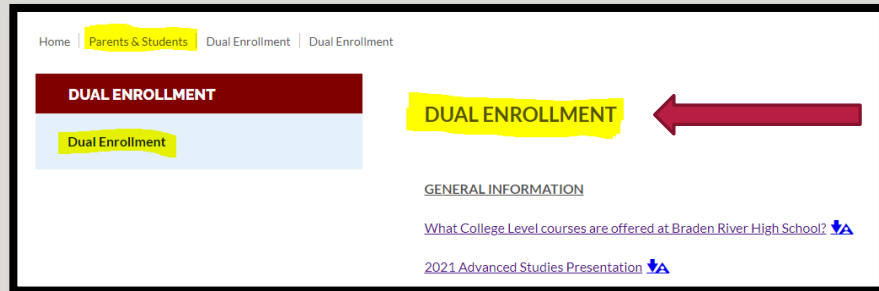 Home Parents & Students Dual Enrollment Dual Enrollment
DUAL ENROLLMENT
Dual Enrollment
DUAL ENROLLMENT
GENERAL INFORMATION
What College Level courses are offered at Braden River High School?
2021 Advanced Studies Presentation